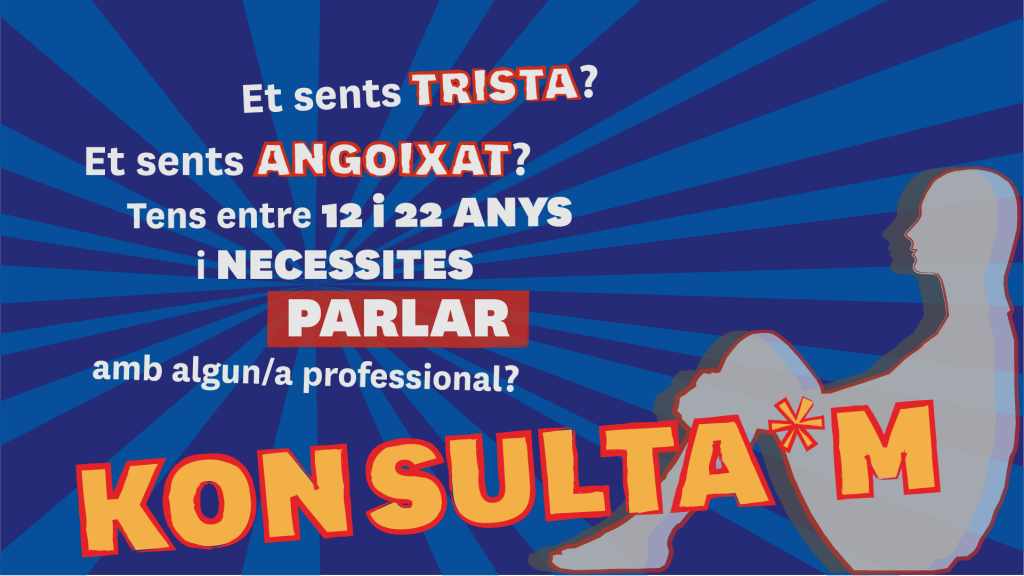 Et sents TRISTA?
Et sents ANGOIXAT?
Tens entre 12 i 22 ANYS
i NECESSITES
PARLAR
amb algun/a professional?
KONSULTA*M